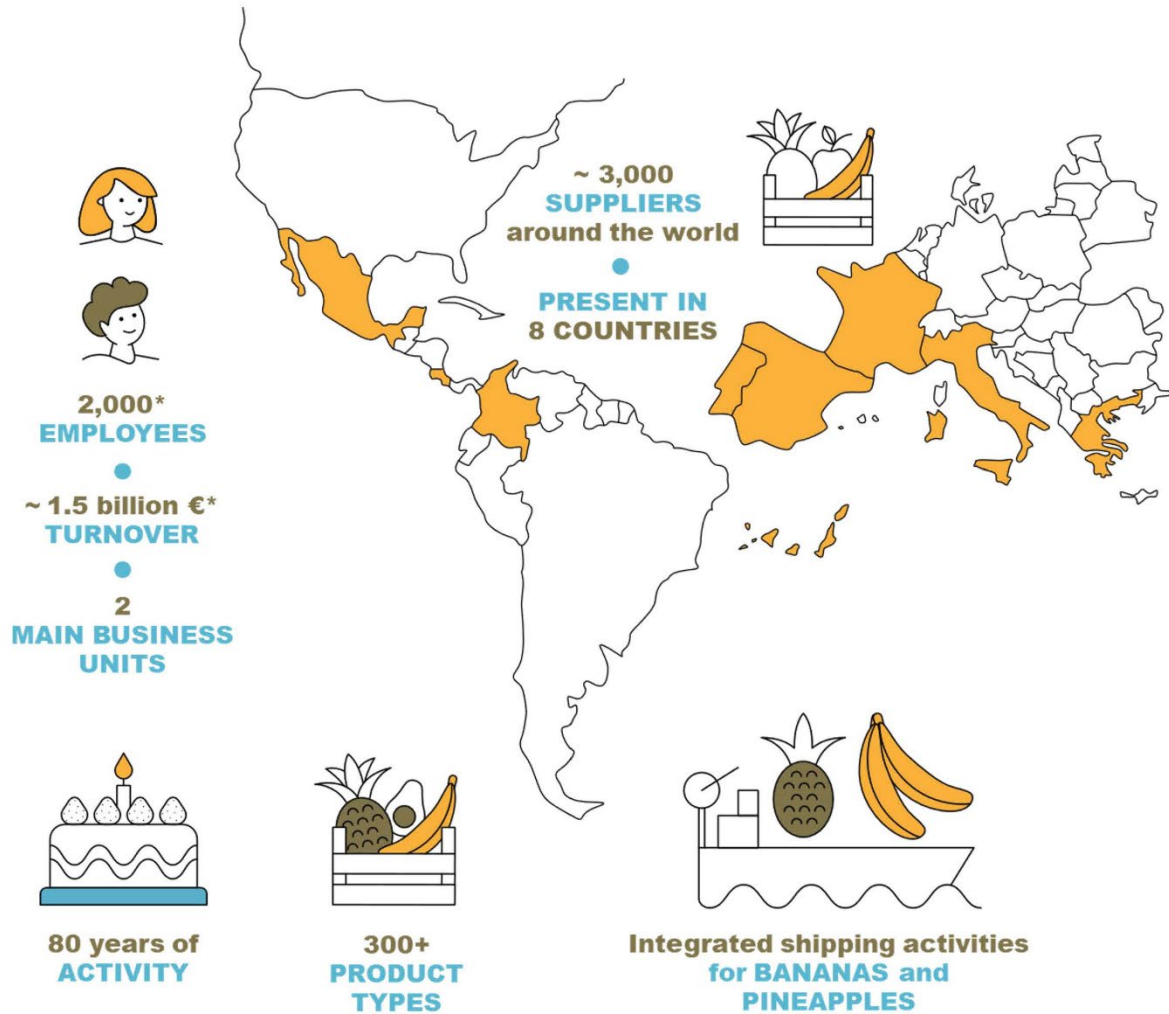 ~ 3,000
SUPPLIERS
around the world
PRESENT IN
8 COUNTRIES
2,000*
EMPLOYEES
~ 1.5 billion €*
TURNOVER
2
MAIN BUSINESS
UNITS
80 years of
ACTIVITY
300+
PRODUCT
TYPES
Integrated shipping activities
for BANANAS and
PINEAPPLES